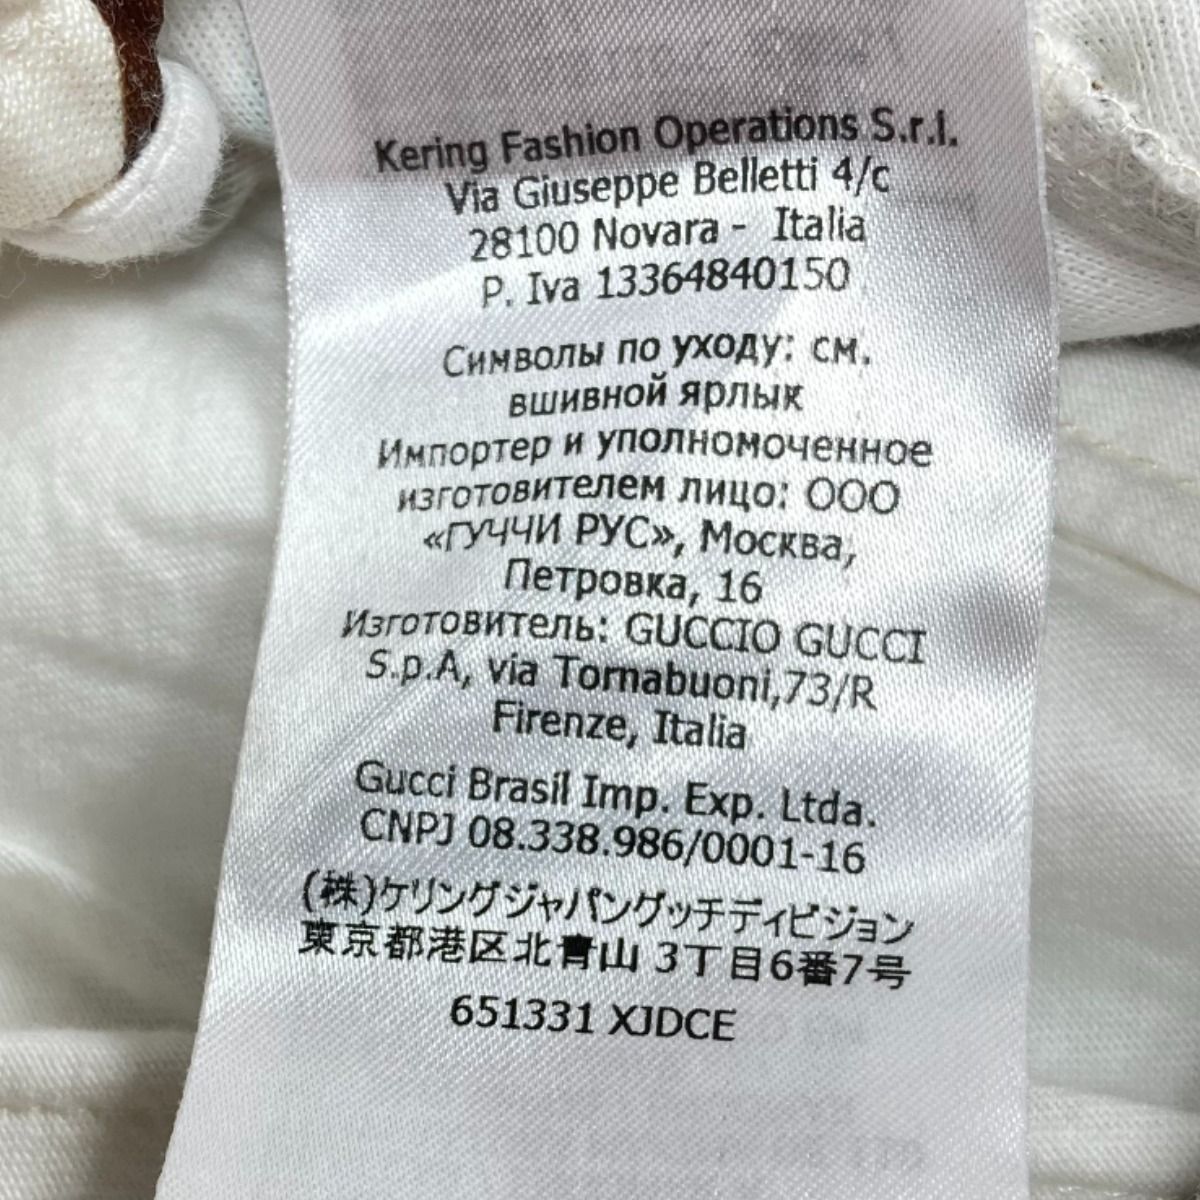 Kering Fashion Operations S.r.l.
Via Giuseppe Belletti 4/c
28100 Novara - Italia
P. Iva 13364840150
Символы по уходу: см.
вшивной ярлык
Импортер и уполномоченное
изготовителем лицо: ООО
«ГУЧЧИ РУС», Москва,
Петровка, 16
Изготовитель: GUCCIO GUCCI
S.p.A, via Tornabuoni,73/R
Firenze, Italia
Gucci Brasil Imp. Exp. Ltda.
CNPJ 08.338.986/0001-16
(株)ケリングジャパングッチディビジョン
東京都港区北青山 3丁目6番7号
651331 XJDCE